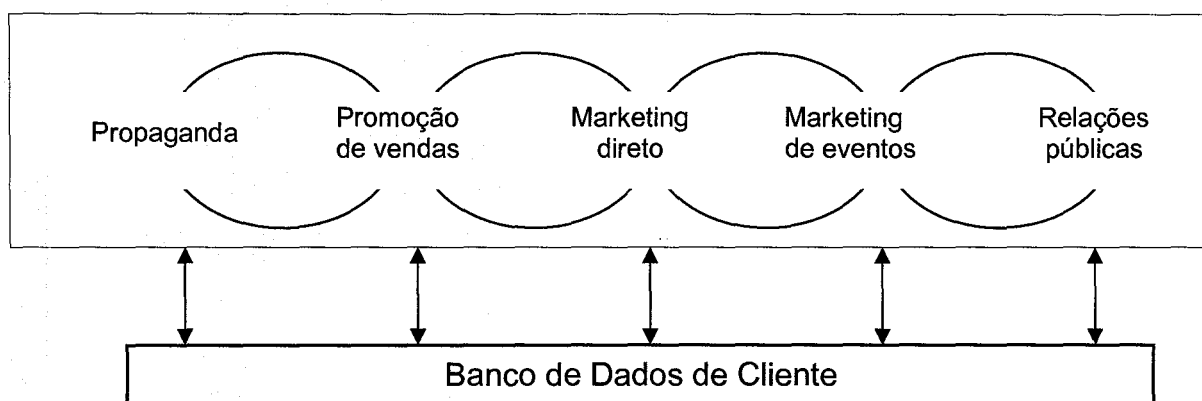 Propaganda
Promoção
de vendas
Marketing
direto
Marketing
de eventos
Relações
públicas
Banco de Dados de Cliente